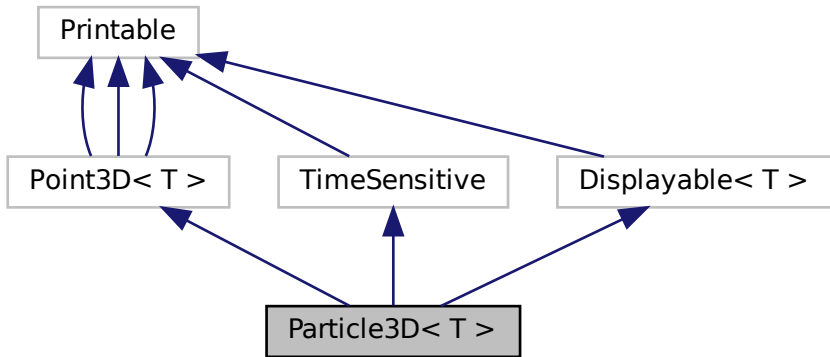 Printable
Point3D< T >
TimeSensitive
Displayable< T >
Particle3D< T >